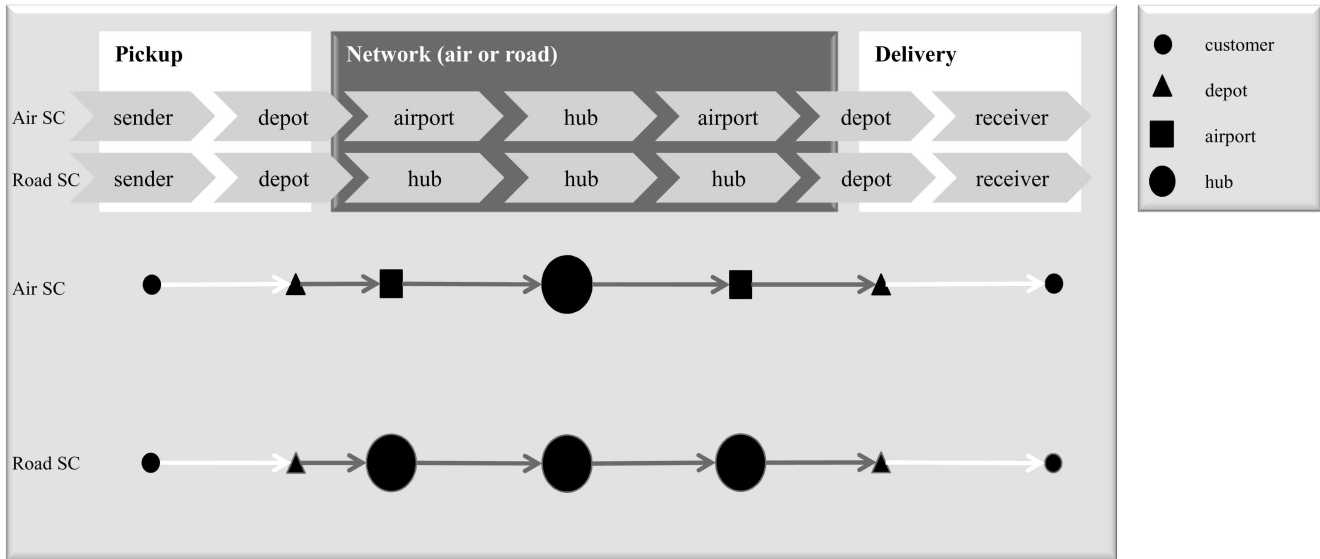 Pickup
Network (air or road)
Delivery
Air SC
sender
depot
airport
hub
airport
depot
receiver
Road SC
sender
depot
hub
hub
hub
depot
receiver
Air SC
Road SC
customer
depot
airport
hub